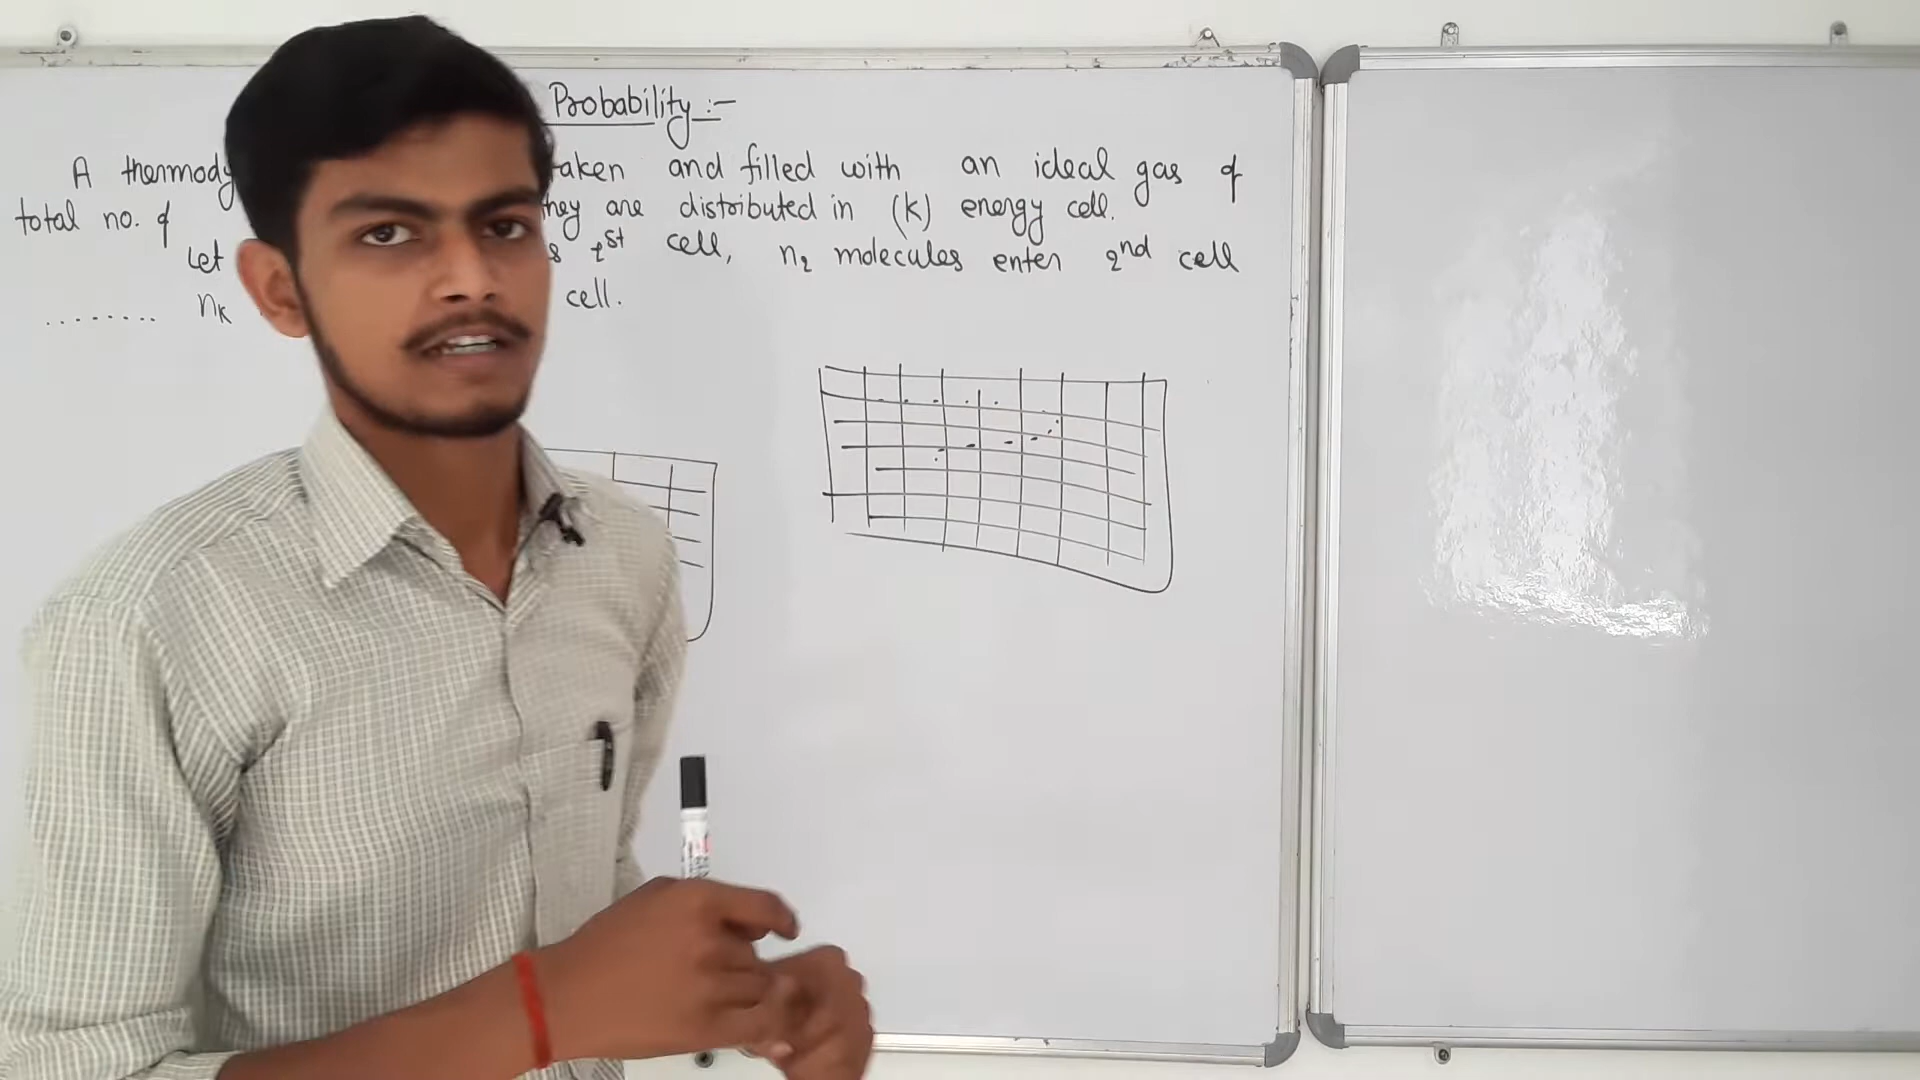 Probability :-
A thermody taken and filled with an ideal gas of
total no. of they are distributed in (K) energy cell.
Let 1st cell, n2 molecules enter 2nd cell
........ nK cell.